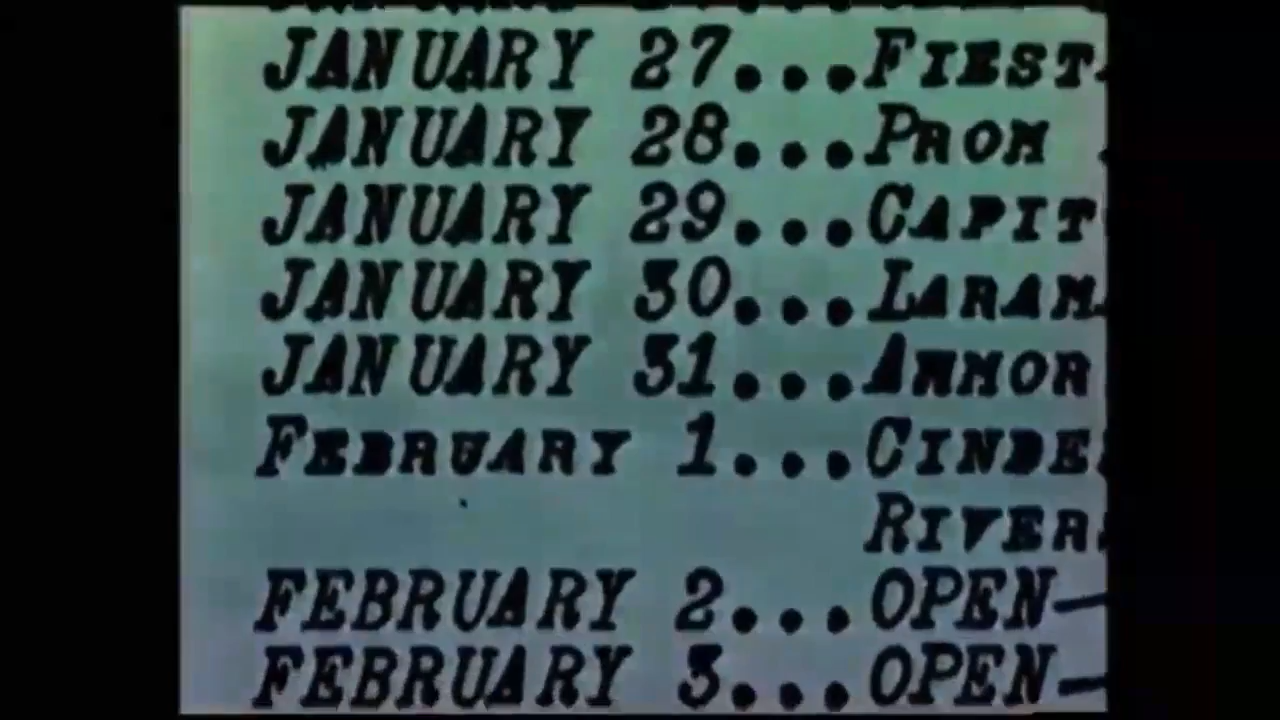 JANUARY 27...FIEST
JANUARY 28...PROM
JANUARY 29...CAPIT
JANUARY 30...LARAM
JANUARY 31...ARMOR
FEBRUARY 1...CINDE
RIVER
FEBRUARY 2...OPEN—
FEBRUARY 3...OPEN—